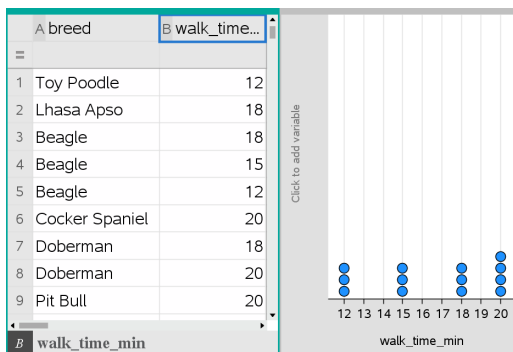 A breed B walk_time...
=
1 Toy Poodle 12
2 Lhasa Apso 18
3 Beagle 18
4 Beagle 15
5 Beagle 12
6 Cocker Spaniel 20
7 Doberman 18
8 Doberman 20
9 Pit Bull 20
B walk_time_min
Click to add variable
12 13 14 15 16 17 18 19 20
walk_time_min